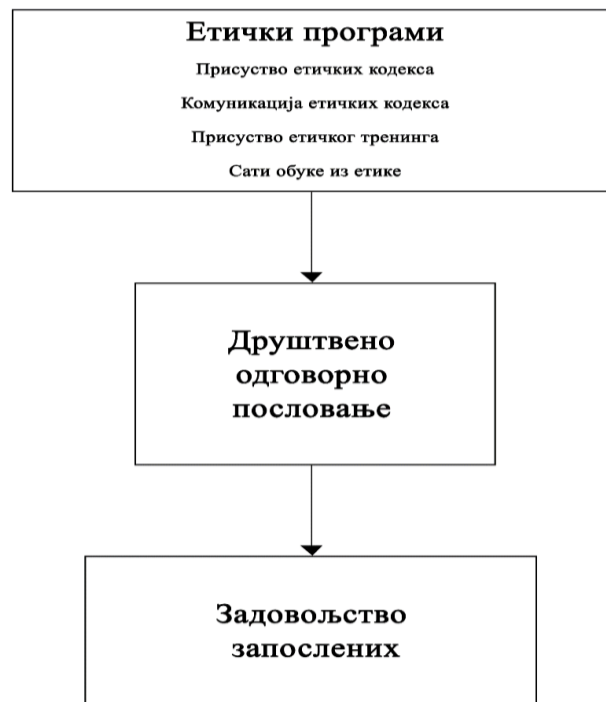 Етички програми
Присуство етичких кодекса
Комуникација етичких кодекса
Присуство етичког тренинга
Сати обуке из етике
Друштвено
одговорно
пословање
Задовољство
запослених